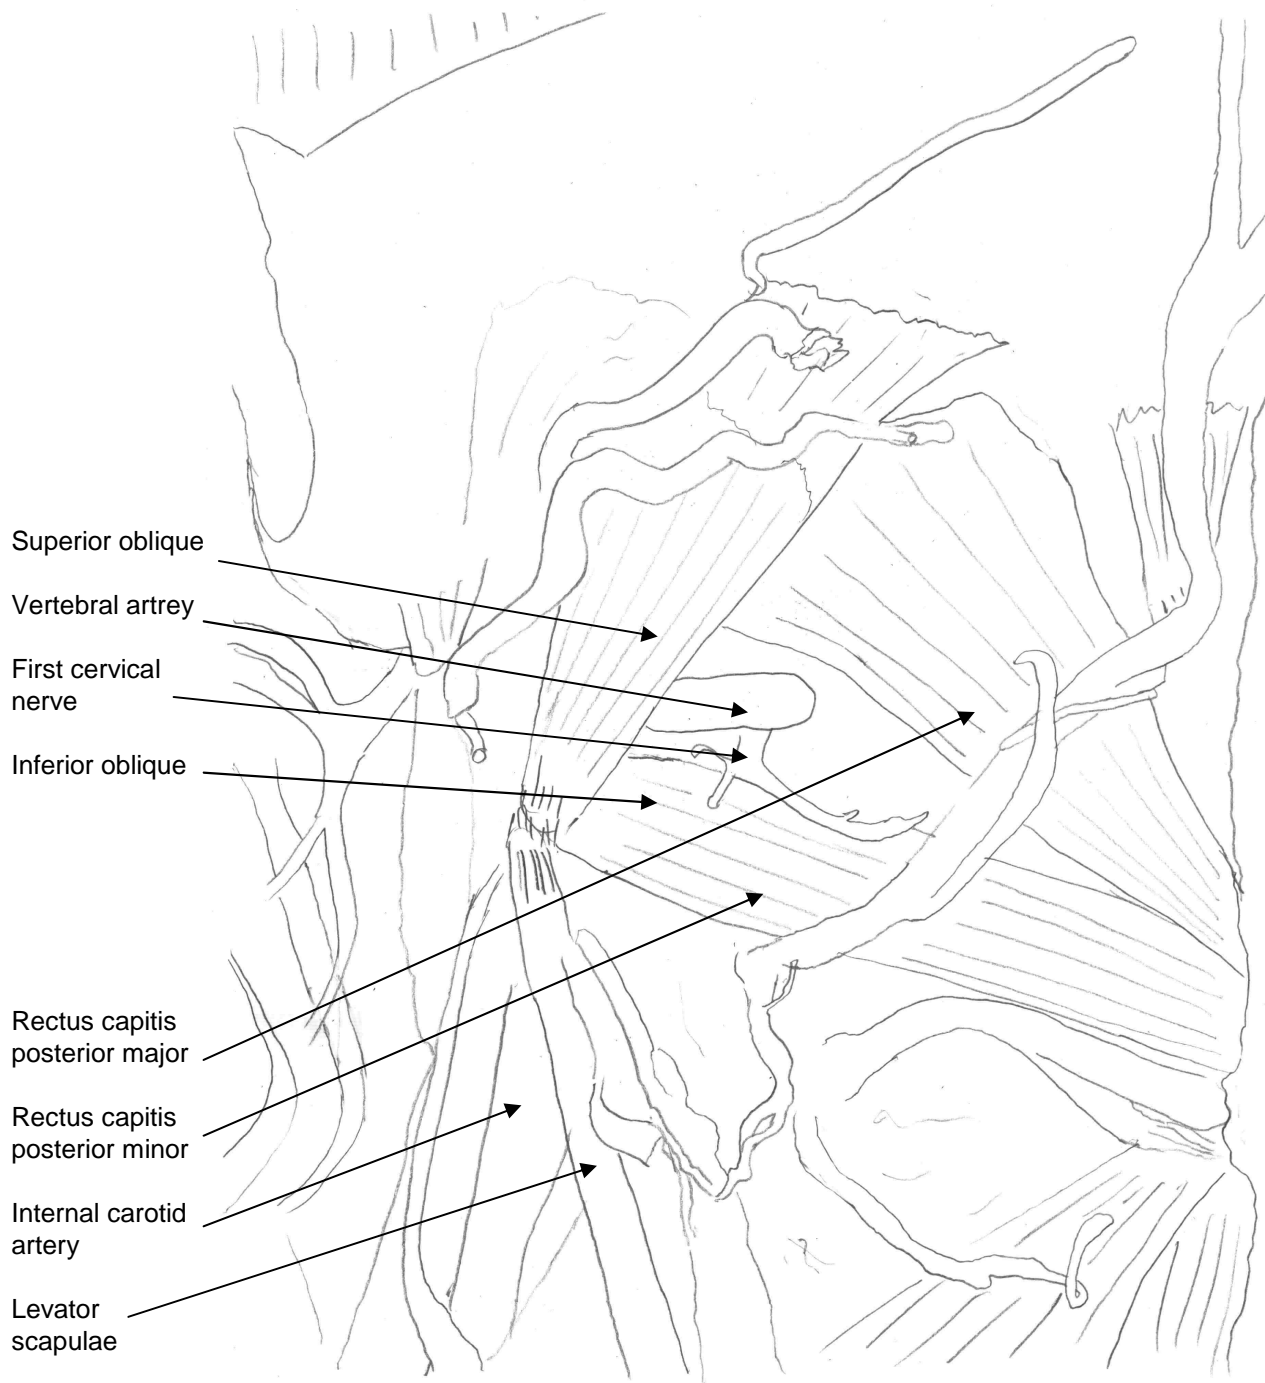 Superior oblique
Vertebral artrey
First cervical
nerve
Inferior oblique
Rectus capitis
posterior major
Rectus capitis
posterior minor
Internal carotid
artery
Levator
scapulae